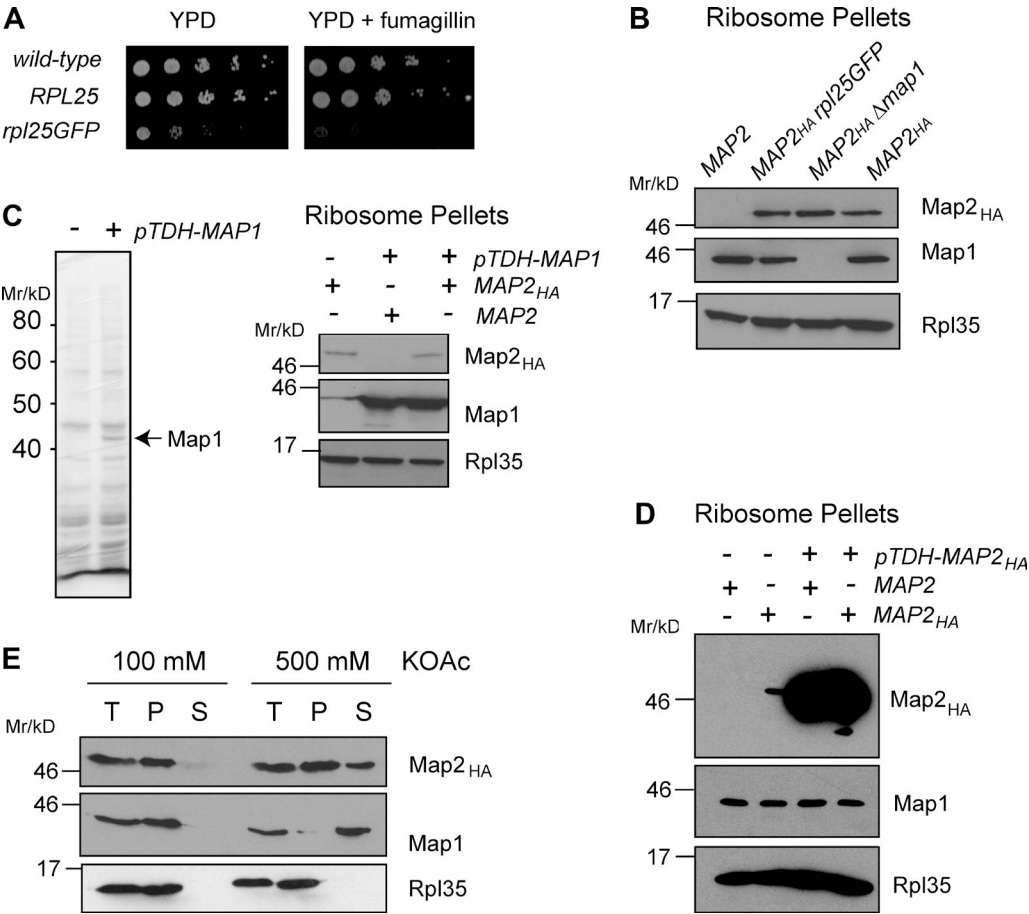 A
YPD
YPD + fumagillin
wild-type
RPL25
rpl25GFP
B
Ribosome Pellets
MAP2
MAP2HA rpl25GFP
MAP2HA Δmap1
MAP2HA
Mr/kD
46
Map2HA
46
Map1
17
Rpl35
C
- + pTDH-MAP1
Mr/kD
80
60
50
40
Map1
Ribosome Pellets
- + + pTDH-MAP1
+ - + MAP2HA
- + - MAP2
Mr/kD
46
Map2HA
46
Map1
17
Rpl35
D
Ribosome Pellets
- - + + pTDH-MAP2HA
+ - + - MAP2
- + - + MAP2HA
Mr/kD
46
Map2HA
46
Map1
17
Rpl35
E
100 mM 500 mM KOAc
T P S T P S
Mr/kD
46
Map2HA
46
Map1
17
Rpl35